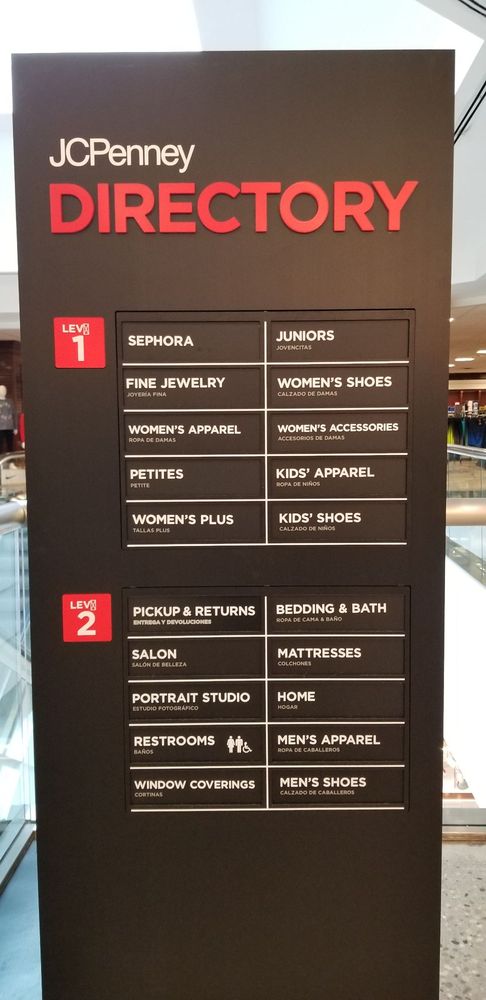 JCPenney
DIRECTORY
LEVEL
1
SEPHORA
JUNIORS
JOVENCITAS
FINE JEWELRY
JOYERÍA FINA
WOMEN'S SHOES
CALZADO DE DAMAS
WOMEN'S APPAREL
ROPA DE DAMAS
WOMEN'S ACCESSORIES
ACCESORIOS DE DAMAS
PETITES
PETITE
KIDS' APPAREL
ROPA DE NIÑOS
WOMEN'S PLUS
TALLAS PLUS
KIDS' SHOES
CALZADO DE NIÑOS
LEVEL
2
PICKUP & RETURNS
ENTREGA Y DEVOLUCIONES
BEDDING & BATH
ROPA DE CAMA & BAÑO
SALON
SALÓN DE BELLEZA
MATTRESSES
COLCHONES
PORTRAIT STUDIO
ESTUDIO FOTOGRÁFICO
HOME
HOGAR
RESTROOMS
BAÑOS
MEN'S APPAREL
ROPA DE CABALLEROS
WINDOW COVERINGS
CORTINAS
MEN'S SHOES
CALZADO DE CABALLEROS